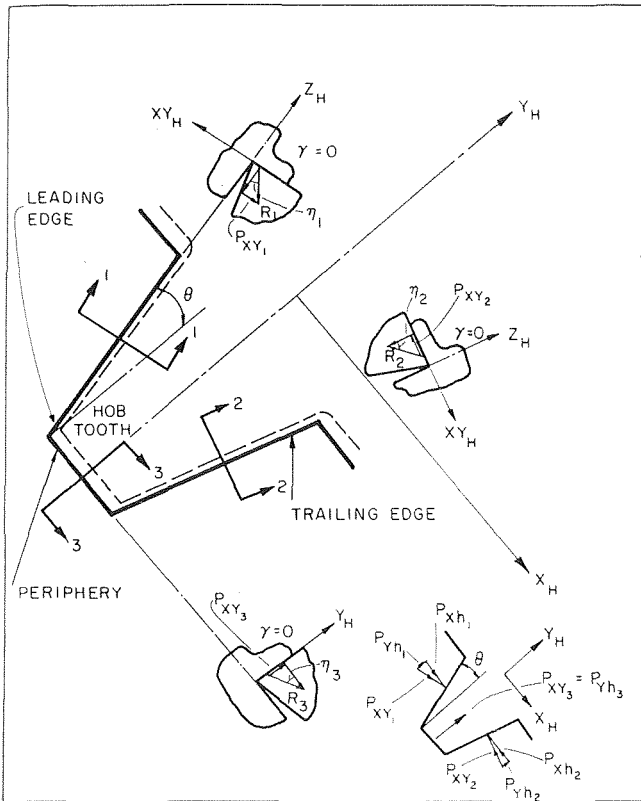 Z_H
XY_H
Y_H
γ = 0
LEADING
EDGE
R_1
η_1
P_XY_1
θ
1
1
η_2
P_XY_2
γ=0
Z_H
R_2
XY_H
HOB
TOOTH
2
3
2
3
TRAILING EDGE
PERIPHERY
X_H
P_XY_3
γ=0
Y_H
η_3
R_3
P_Xh_1
P_Yh_1
θ
Y_H
P_XY_1
P_XY_3 = P_Yh_3
X_H
P_XY_2
P_Xh_2
P_Yh_2